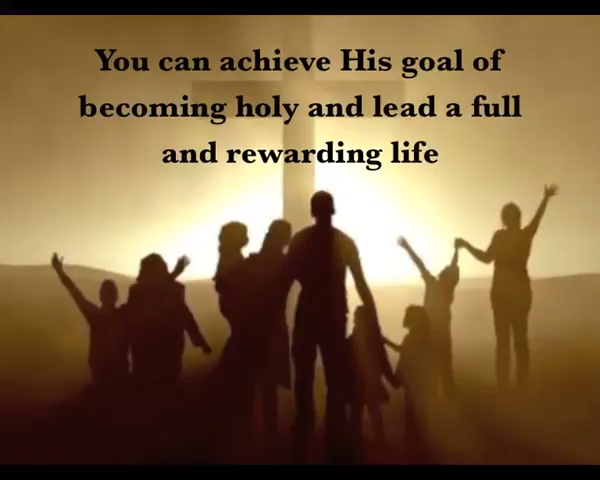 You can achieve His goal of
becoming holy and lead a full
and rewarding life